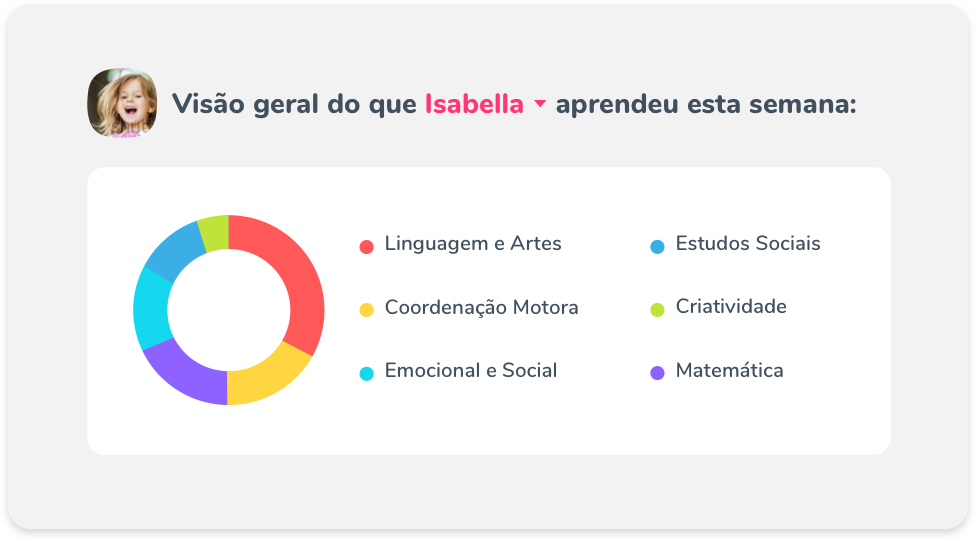 Visão geral do que Isabella aprendeu esta semana:
Linguagem e Artes
Estudos Sociais
Coordenação Motora
Criatividade
Emocional e Social
Matemática